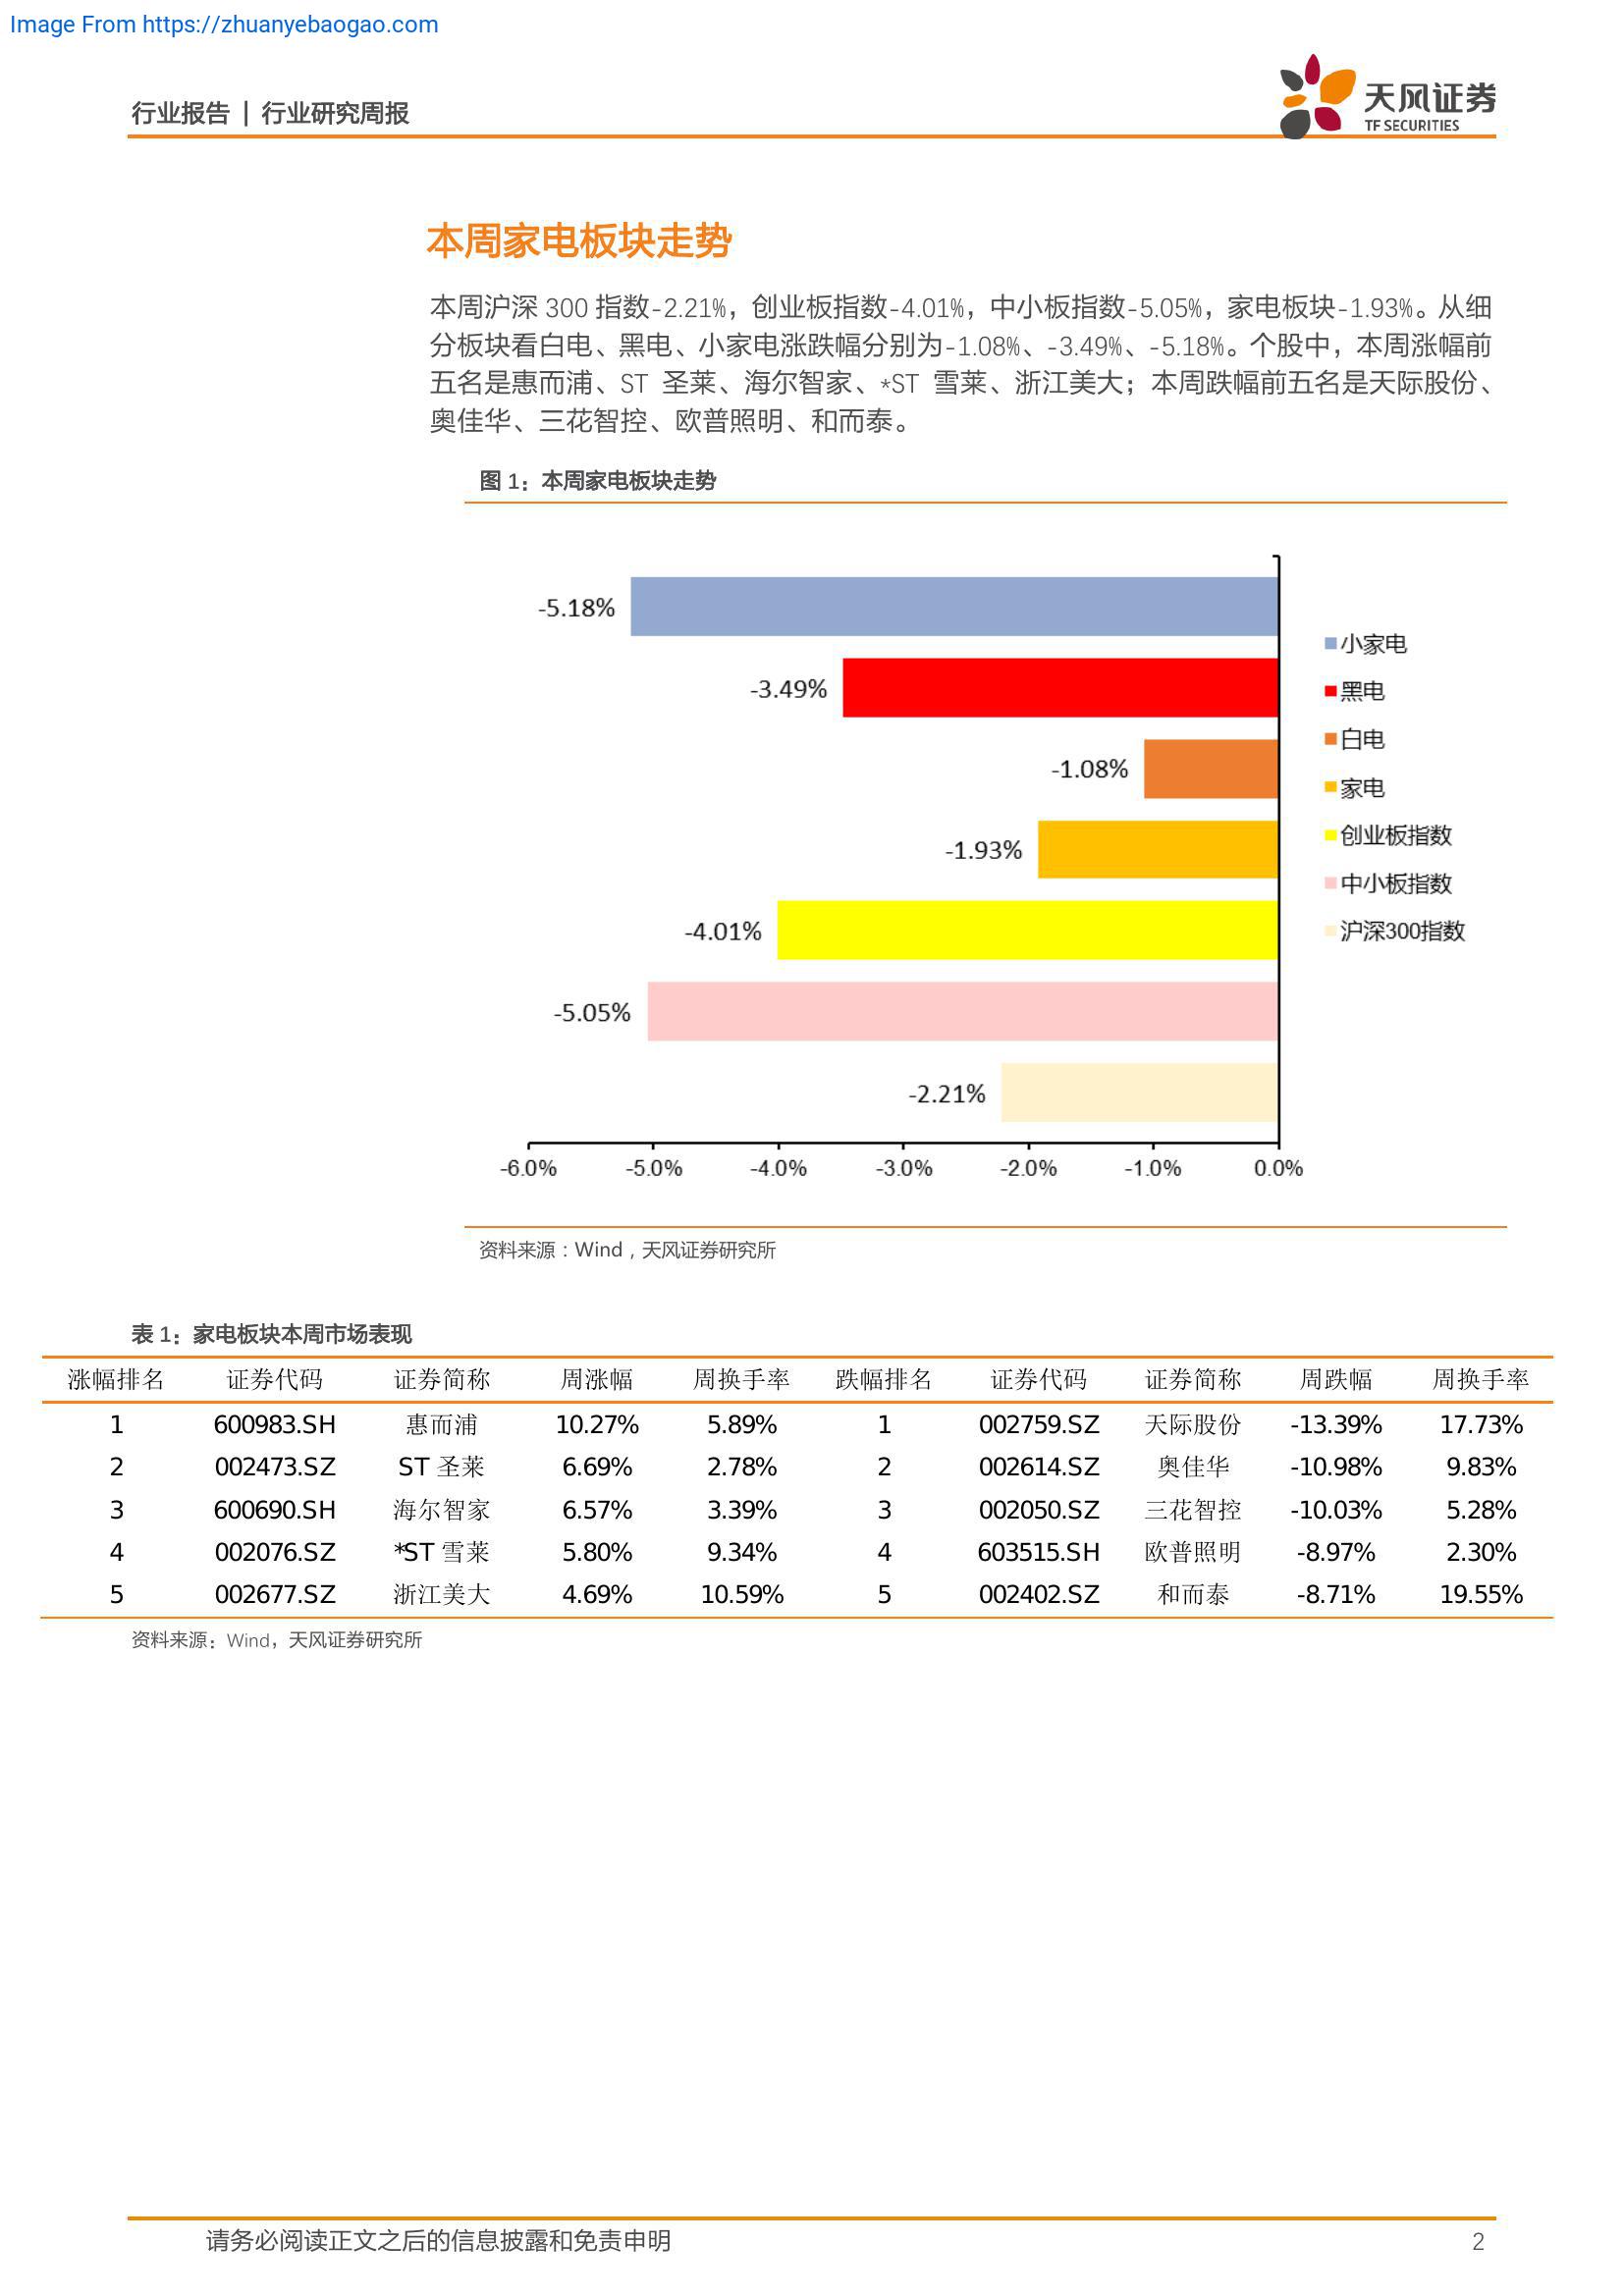 Image From https://zhuanyebaogao.com
行业报告 | 行业研究周报
天风证券
TF SECURITIES
本周家电板块走势
本周沪深 300 指数-2.21%，创业板指数-4.01%，中小板指数-5.05%，家电板块-1.93%。从细
分板块看白电、黑电、小家电涨跌幅分别为-1.08%、-3.49%、-5.18%。个股中，本周涨幅前
五名是惠而浦、ST 圣莱、海尔智家、*ST 雪莱、浙江美大；本周跌幅前五名是天际股份、
奥佳华、三花智控、欧普照明、和而泰。
图 1：本周家电板块走势
-5.18%
-3.49%
-1.08%
-1.93%
-4.01%
-5.05%
-2.21%
小家电
黑电
白电
家电
创业板指数
中小板指数
沪深300指数
-6.0% -5.0% -4.0% -3.0% -2.0% -1.0% 0.0%
资料来源：Wind，天风证券研究所
表 1：家电板块本周市场表现
涨幅排名 证券代码 证券简称 周涨幅 周换手率 跌幅排名 证券代码 证券简称 周跌幅 周换手率
1 600983.SH 惠而浦 10.27% 5.89% 1 002759.SZ 天际股份 -13.39% 17.73%
2 002473.SZ ST 圣莱 6.69% 2.78% 2 002614.SZ 奥佳华 -10.98% 9.83%
3 600690.SH 海尔智家 6.57% 3.39% 3 002050.SZ 三花智控 -10.03% 5.28%
4 002076.SZ *ST 雪莱 5.80% 9.34% 4 603515.SH 欧普照明 -8.97% 2.30%
5 002677.SZ 浙江美大 4.69% 10.59% 5 002402.SZ 和而泰 -8.71% 19.55%
资料来源：Wind，天风证券研究所
请务必阅读正文之后的信息披露和免责申明 2